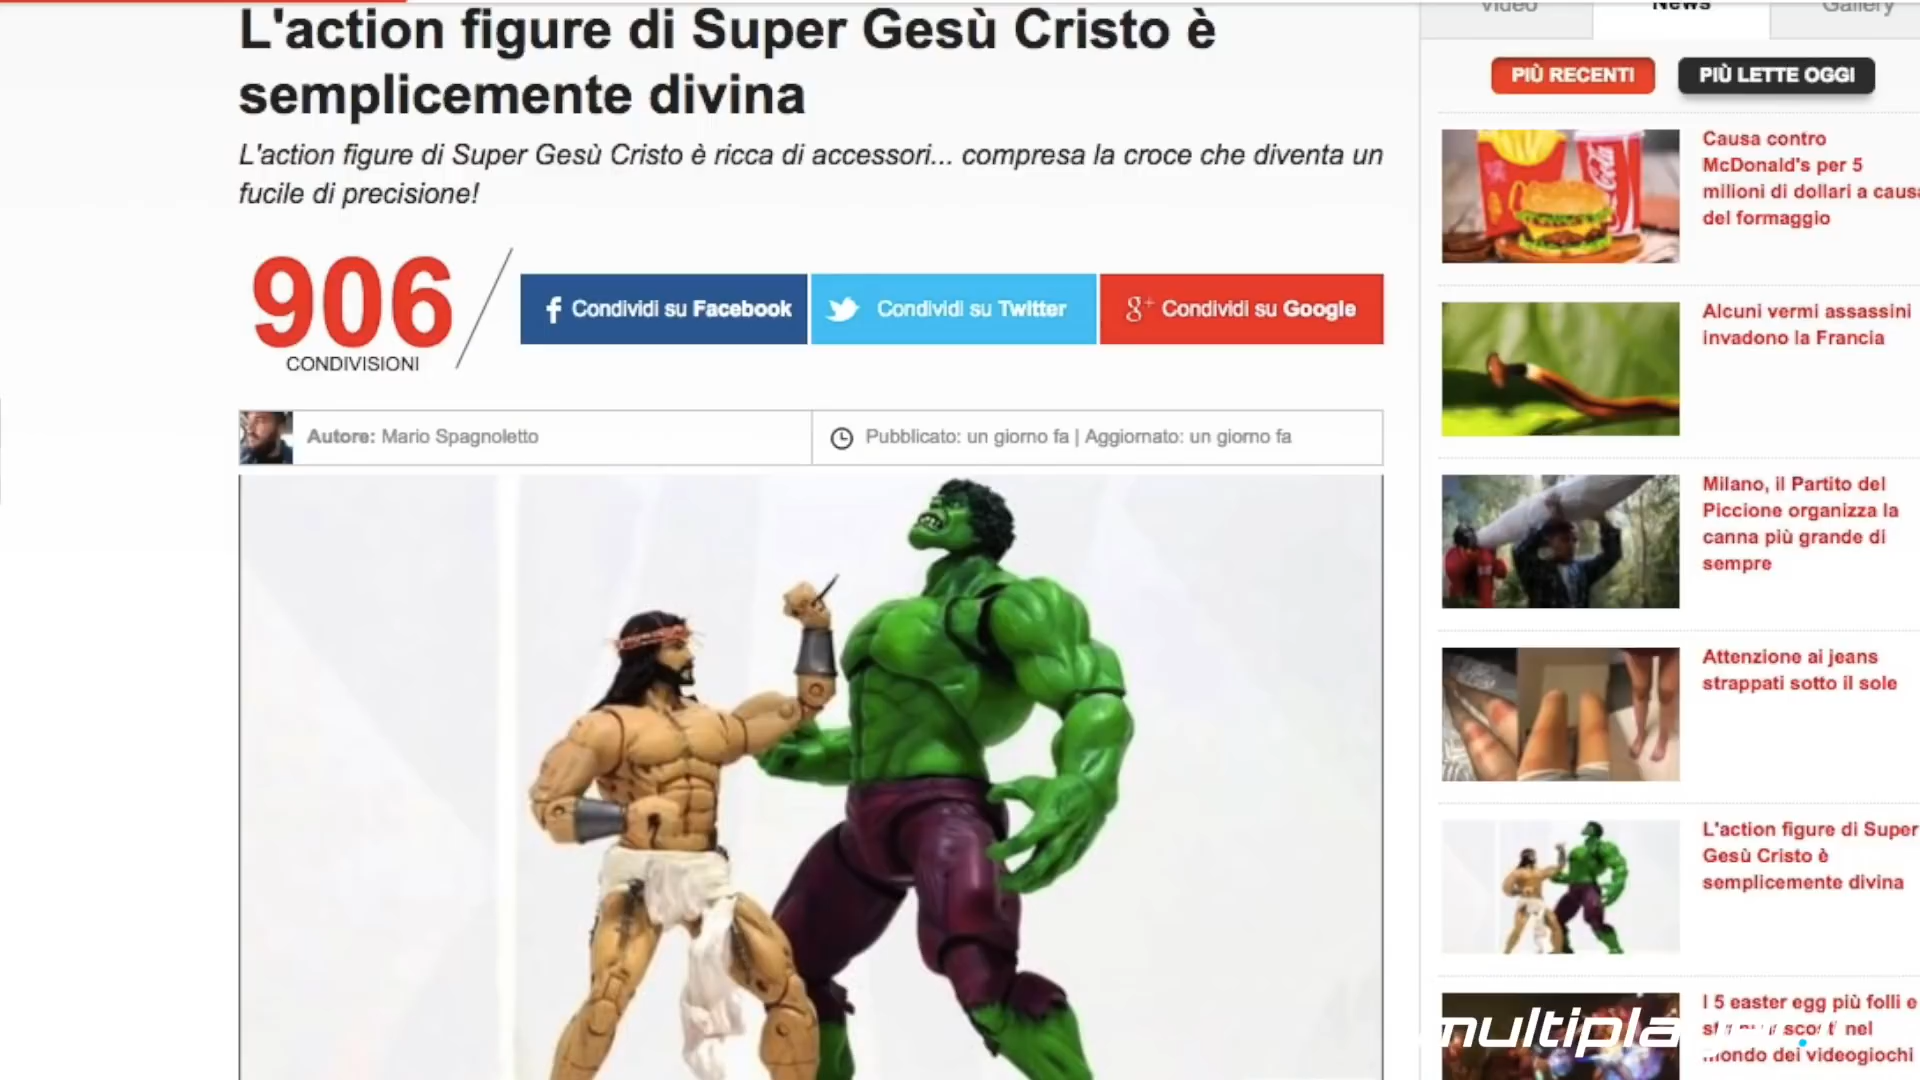 L'action figure di Super Gesù Cristo è
semplicemente divina
L'action figure di Super Gesù Cristo è ricca di accessori... compresa la croce che diventa un
fucile di precisione!
906
CONDIVISIONI
f Condividi su Facebook
Condividi su Twitter
g+ Condividi su Google
Autore: Mario Spagnoletto
Pubblicato: un giorno fa | Aggiornato: un giorno fa
Video
News
Gallery
PIÙ RECENTI
PIÙ LETTE OGGI
Causa contro
McDonald's per 5
milioni di dollari a causa
del formaggio
Alcuni vermi assassini
invadono la Francia
Milano, il Partito del
Piccione organizza la
canna più grande di
sempre
Attenzione ai jeans
strappati sotto il sole
L'action figure di Super
Gesù Cristo è
semplicemente divina
I 5 easter egg più folli e
nel
mondo dei videogiochi